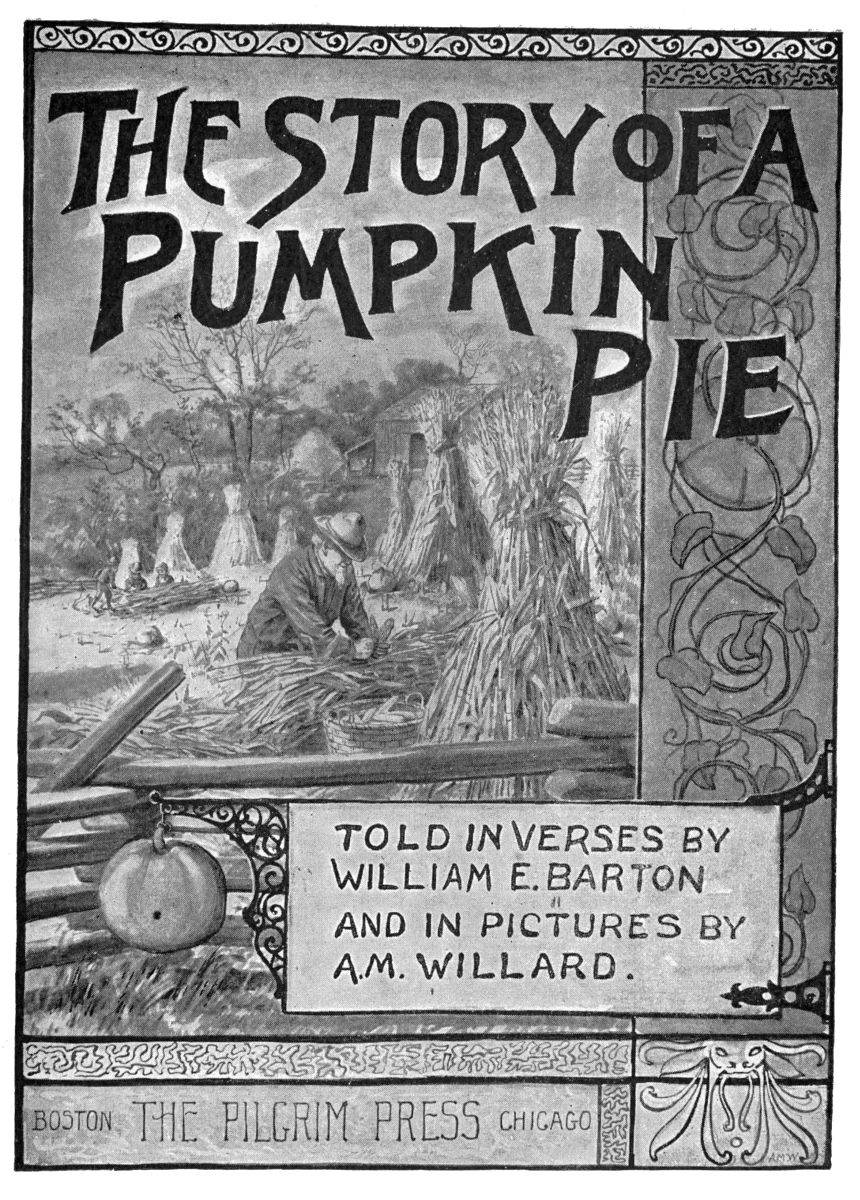 THE STORY OF A
PUMPKIN
PIE
TOLD IN VERSES BY
WILLIAM E. BARTON
AND IN PICTURES BY
A.M. WILLARD.
BOSTON THE PILGRIM PRESS CHICAGO
AMW